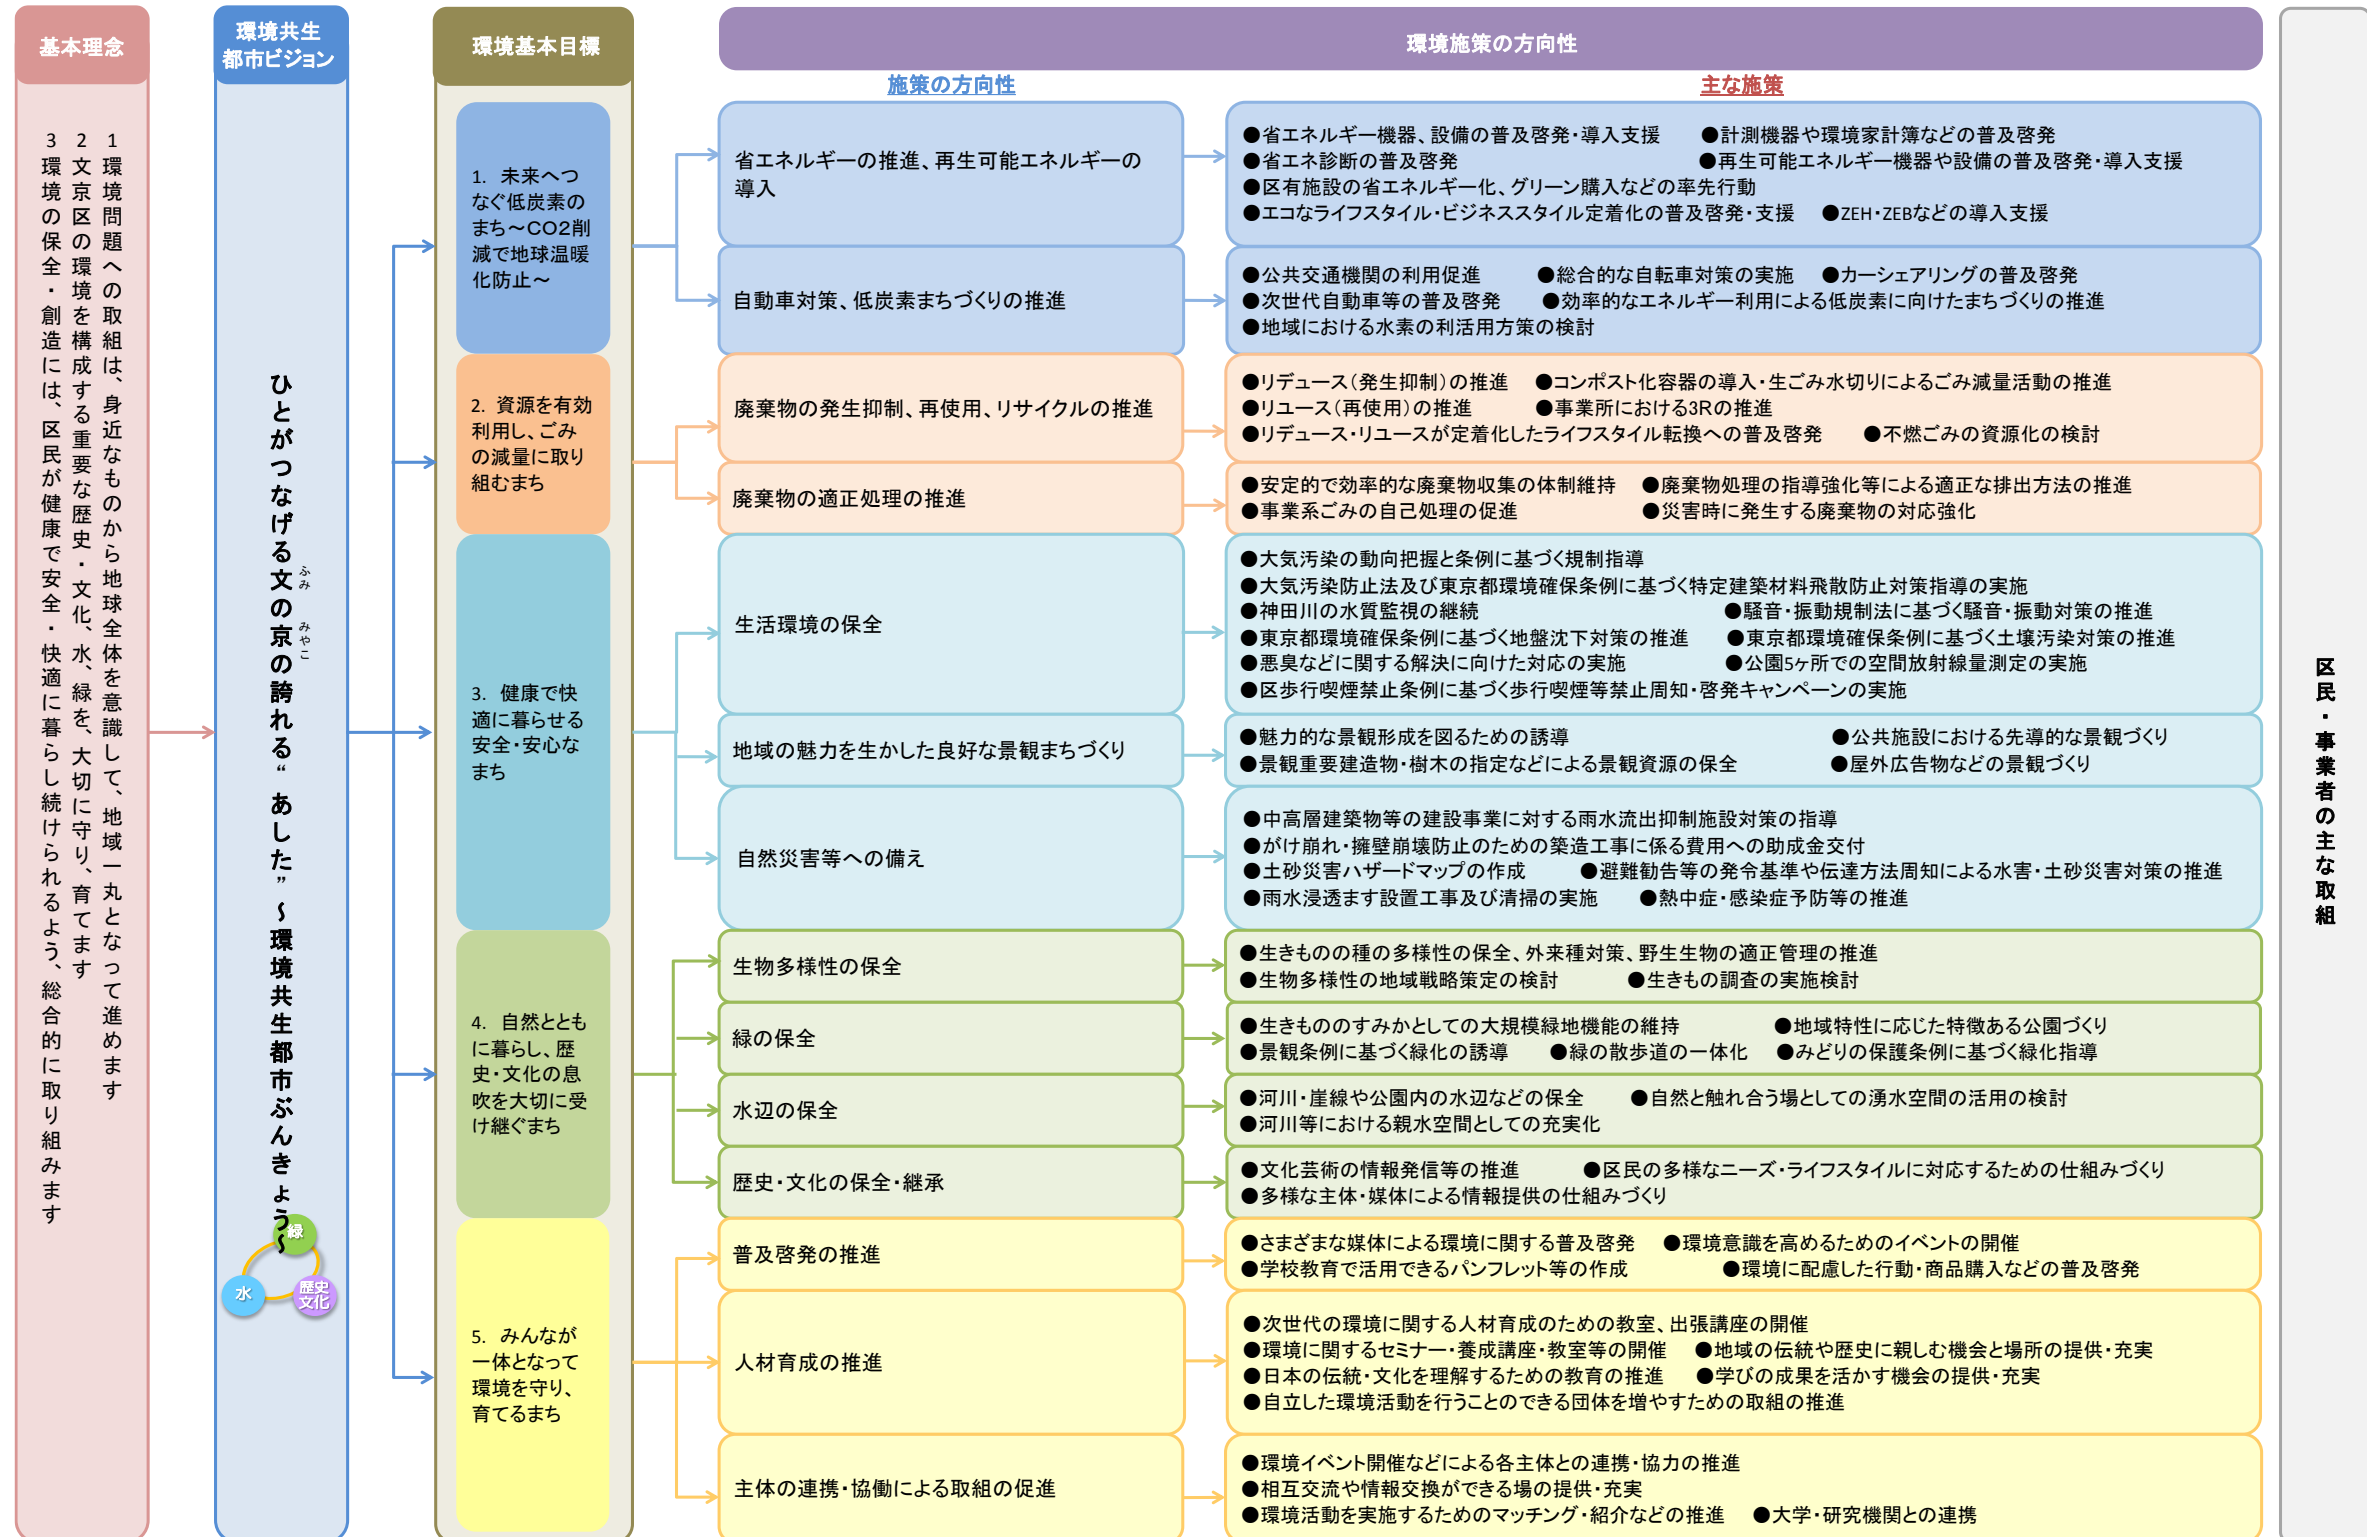 基本理念
1 環境問題への取組は、身近なものから地球全体を意識して、地域一丸となって進めます
2 文京区の環境を構成する重要な歴史・文化、水、緑を、大切に守り、育てます
3 環境の保全・創造には、区民が健康で安全・快適に暮らし続けられるよう、総合的に取り組みます
環境共生
都市ビジョン
ひとがつなげる文の京の誇れる“あした”～環境共生都市ぶんきょう～
ふみ
みやこ
緑
水
歴史
文化
環境基本目標
1. 未来へつ
なぐ低炭素の
まち～CO2削
減で地球温暖
化防止～
2. 資源を有効
利用し、ごみ
の減量に取り
組むまち
3. 健康で快
適に暮らせる
安全・安心な
まち
4. 自然ととも
に暮らし、歴
史・文化の息
吹を大切に受
け継ぐまち
5. みんなが
一体となって
環境を守り、
育てるまち
環境施策の方向性
施策の方向性
主な施策
省エネルギーの推進、再生可能エネルギーの
導入
●省エネルギー機器、設備の普及啓発・導入支援 ●計測機器や環境家計簿などの普及啓発
●省エネ診断の普及啓発 ●再生可能エネルギー機器や設備の普及啓発・導入支援
●区有施設の省エネルギー化、グリーン購入などの率先行動
●エコなライフスタイル・ビジネススタイル定着化の普及啓発・支援 ●ZEH・ZEBなどの導入支援
自動車対策、低炭素まちづくりの推進
●公共交通機関の利用促進 ●総合的な自転車対策の実施 ●カーシェアリングの普及啓発
●次世代自動車等の普及啓発 ●効率的なエネルギー利用による低炭素に向けたまちづくりの推進
●地域における水素の利活用方策の検討
廃棄物の発生抑制、再使用、リサイクルの推進
●リデュース（発生抑制）の推進 ●コンポスト化容器の導入・生ごみ水切りによるごみ減量活動の推進
●リユース（再使用）の推進 ●事業所における3Rの推進
●リデュース・リユースが定着化したライフスタイル転換への普及啓発 ●不燃ごみの資源化の検討
廃棄物の適正処理の推進
●安定的で効率的な廃棄物収集の体制維持 ●廃棄物処理の指導強化等による適正な排出方法の推進
●事業系ごみの自己処理の促進 ●災害時に発生する廃棄物の対応強化
生活環境の保全
●大気汚染の動向把握と条例に基づく規制指導
●大気汚染防止法及び東京都環境確保条例に基づく特定建築材料飛散防止対策指導の実施
●神田川の水質監視の継続 ●騒音・振動規制法に基づく騒音・振動対策の推進
●東京都環境確保条例に基づく地盤沈下対策の推進 ●東京都環境確保条例に基づく土壌汚染対策の推進
●悪臭などに関する解決に向けた対応の実施 ●公園5ヶ所での空間放射線量測定の実施
●区歩行喫煙禁止条例に基づく歩行喫煙等禁止周知・啓発キャンペーンの実施
地域の魅力を生かした良好な景観まちづくり
●魅力的な景観形成を図るための誘導 ●公共施設における先導的な景観づくり
●景観重要建造物・樹木の指定などによる景観資源の保全 ●屋外広告物などの景観づくり
自然災害等への備え
●中高層建築物等の建設事業に対する雨水流出抑制施設対策の指導
●がけ崩れ・擁壁崩壊防止のための築造工事に係る費用への助成金交付
●土砂災害ハザードマップの作成 ●避難勧告等の発令基準や伝達方法周知による水害・土砂災害対策の推進
●雨水浸透ます設置工事及び清掃の実施 ●熱中症・感染症予防等の推進
生物多様性の保全
●生きものの種の多様性の保全、外来種対策、野生生物の適正管理の推進
●生物多様性の地域戦略策定の検討 ●生きもの調査の実施検討
緑の保全
●生きもののすみかとしての大規模緑地機能の維持 ●地域特性に応じた特徴ある公園づくり
●景観条例に基づく緑化の誘導 ●緑の散歩道の一体化 ●みどりの保護条例に基づく緑化指導
水辺の保全
●河川・崖線や公園内の水辺などの保全 ●自然と触れ合う場としての湧水空間の活用の検討
●河川等における親水空間としての充実化
歴史・文化の保全・継承
●文化芸術の情報発信等の推進 ●区民の多様なニーズ・ライフスタイルに対応するための仕組みづくり
●多様な主体・媒体による情報提供の仕組みづくり
普及啓発の推進
●さまざまな媒体による環境に関する普及啓発 ●環境意識を高めるためのイベントの開催
●学校教育で活用できるパンフレット等の作成 ●環境に配慮した行動・商品購入などの普及啓発
人材育成の推進
●次世代の環境に関する人材育成のための教室、出張講座の開催
●環境に関するセミナー・養成講座・教室等の開催 ●地域の伝統や歴史に親しむ機会と場所の提供・充実
●日本の伝統・文化を理解するための教育の推進 ●学びの成果を活かす機会の提供・充実
●自立した環境活動を行うことのできる団体を増やすための取組の推進
主体の連携・協働による取組の促進
●環境イベント開催などによる各主体との連携・協力の推進
●相互交流や情報交換ができる場の提供・充実
●環境活動を実施するためのマッチング・紹介などの推進 ●大学・研究機関との連携
区民・事業者の主な取組